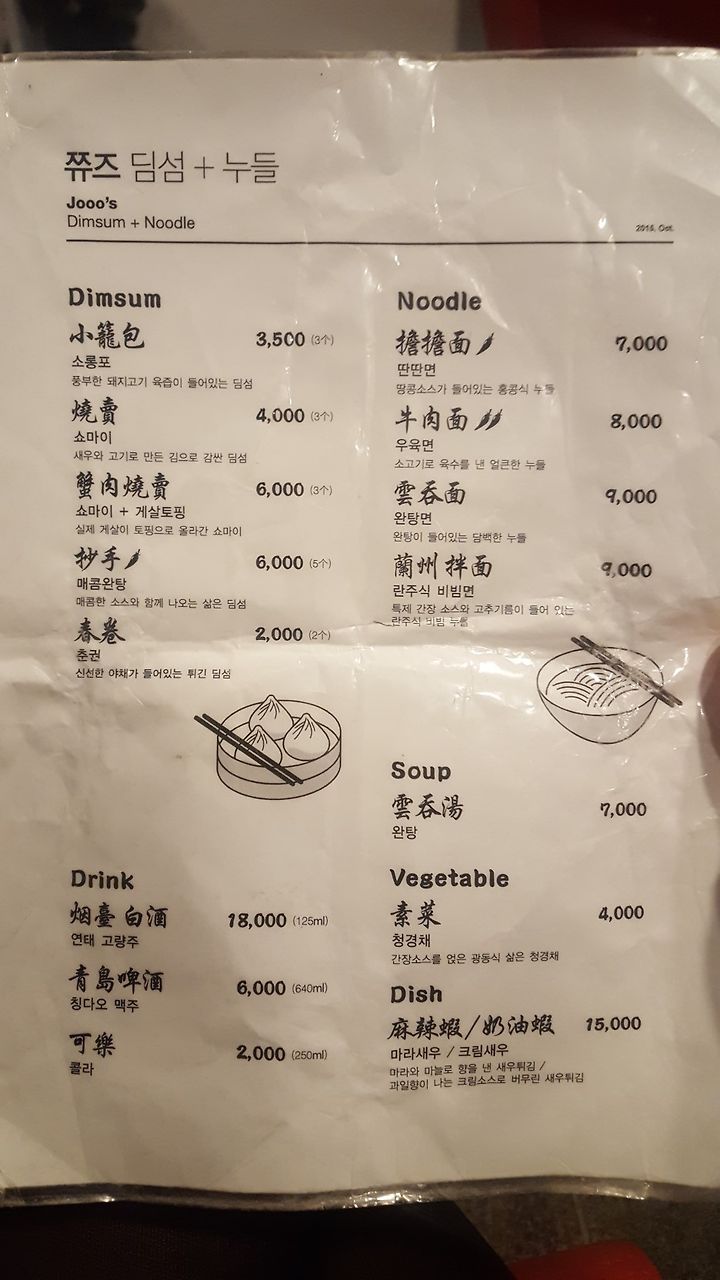 쮸즈 딤섬 + 누들
Jooo's
Dimsum + Noodle
2016. Oct.
Dimsum
小籠包 3,500 (3个)
소롱포
풍부한 돼지고기 육즙이 들어있는 딤섬
燒賣 4,000 (3个)
쇼마이
새우와 고기로 만든 김으로 감싼 딤섬
蟹肉燒賣 6,000 (3个)
쇼마이 + 게살토핑
실제 게살이 토핑으로 올라간 쇼마이
抄手 6,000 (5个)
매콤완탕
매콤한 소스와 함께 나오는 삶은 딤섬
春卷 2,000 (2个)
춘권
신선한 야채가 들어있는 튀긴 딤섬
Noodle
擔擔面 7,000
딴딴면
땅콩소스가 들어있는 홍콩식 누들
牛肉面 8,000
우육면
소고기로 육수를 낸 얼큰한 누들
雲吞面 9,000
완탕면
완탕이 들어있는 담백한 누들
蘭州拌面 9,000
란주식 비빔면
특제 간장 소스와 고추기름이 들어 있는
란주식 비빔 누들
Soup
雲吞湯 7,000
완탕
Drink
烟臺白酒 18,000 (125ml)
연태 고량주
青島啤酒 6,000 (640ml)
칭다오 맥주
可樂 2,000 (250ml)
콜라
Vegetable
素菜 4,000
청경채
간장소스를 얹은 광동식 삶은 청경채
Dish
麻辣蝦/奶油蝦 15,000
마라새우 / 크림새우
마라와 마늘로 향을 낸 새우튀김 /
과일향이 나는 크림소스로 버무린 새우튀김